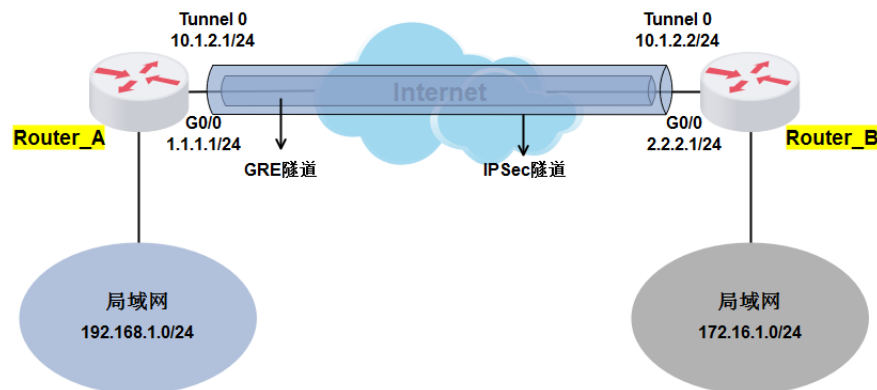 Tunnel 0
10.1.2.1/24
Tunnel 0
10.1.2.2/24
Internet
G0/0
1.1.1.1/24
G0/0
2.2.2.1/24
Router_A
Router_B
GRE隧道
IPSec隧道
局域网
192.168.1.0/24
局域网
172.16.1.0/24